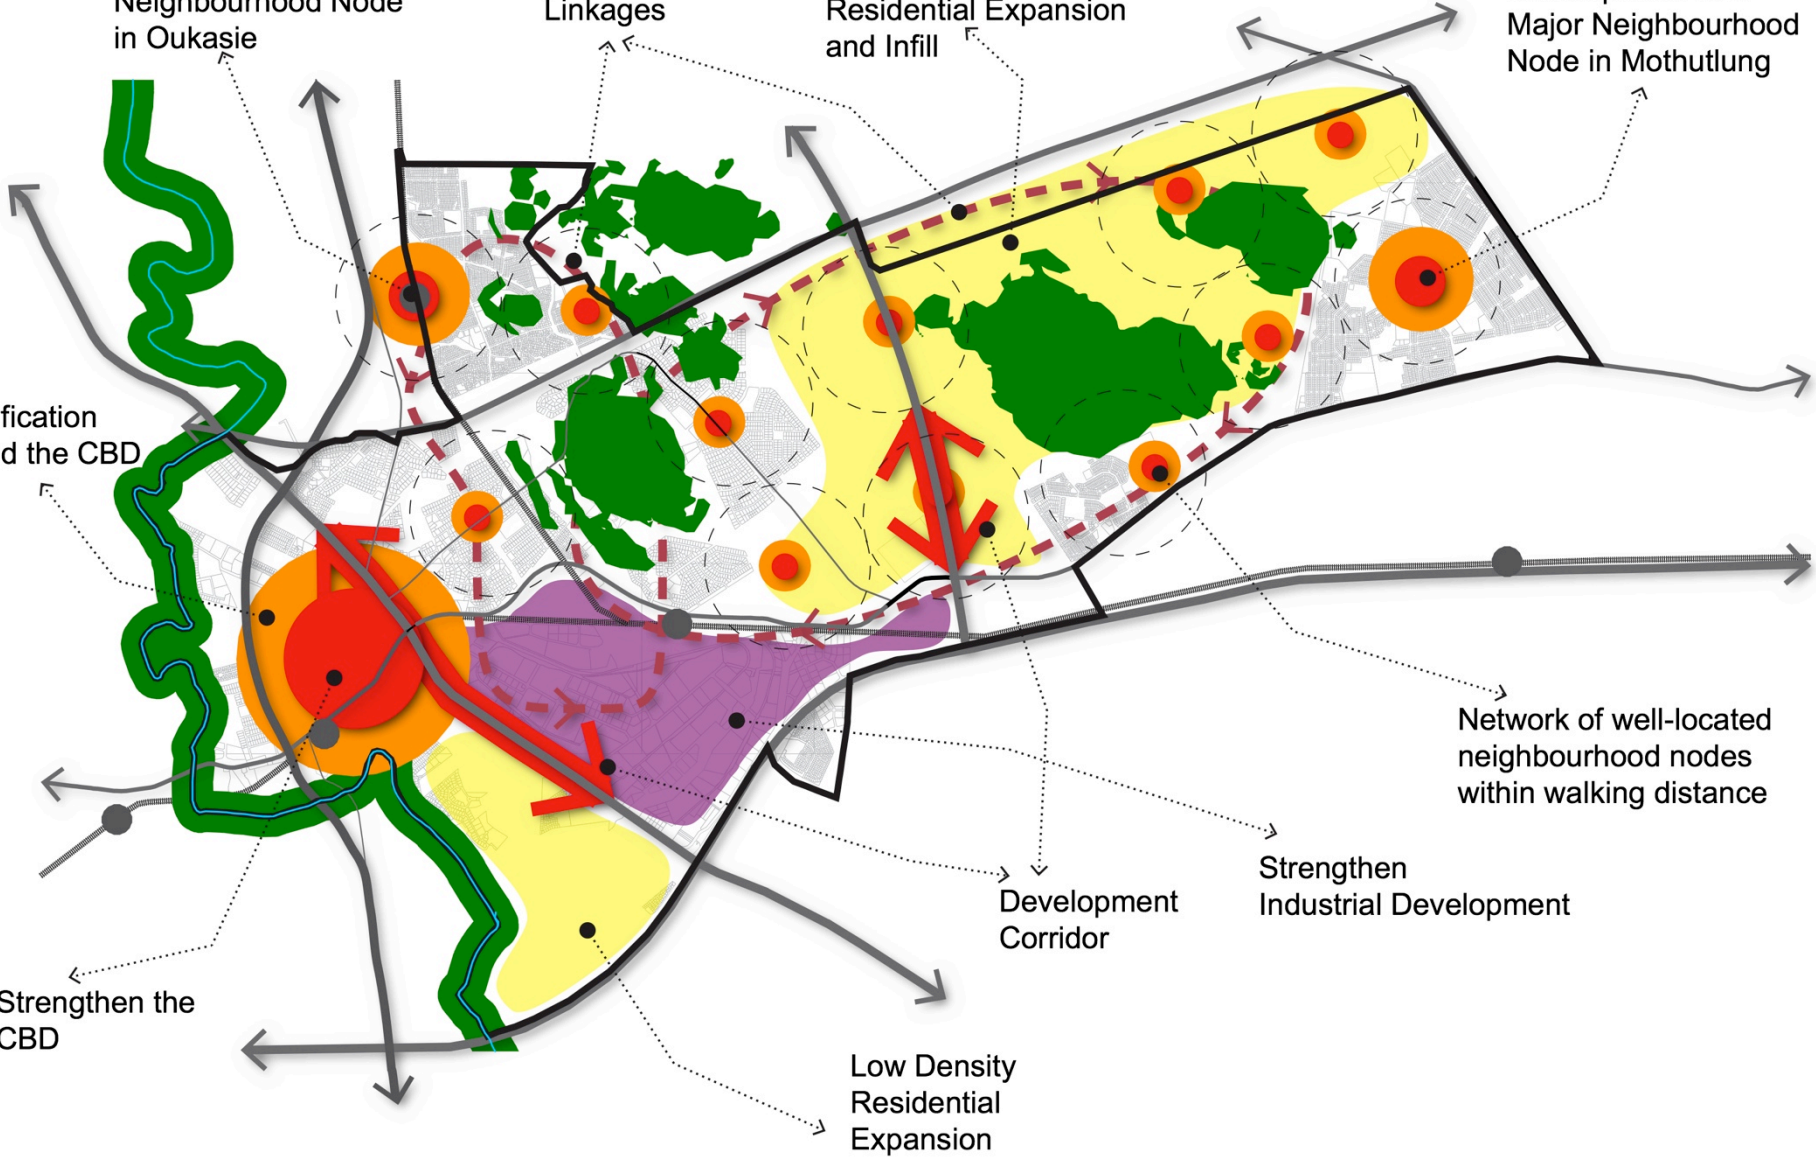 Neighbourhood Node
in Oukasie
Linkages
Residential Expansion
and Infill
Major Neighbourhood
Node in Mothutlung
fication
d the CBD
Network of well-located
neighbourhood nodes
within walking distance
Strengthen
Industrial Development
Development
Corridor
Strengthen the
CBD
Low Density
Residential
Expansion